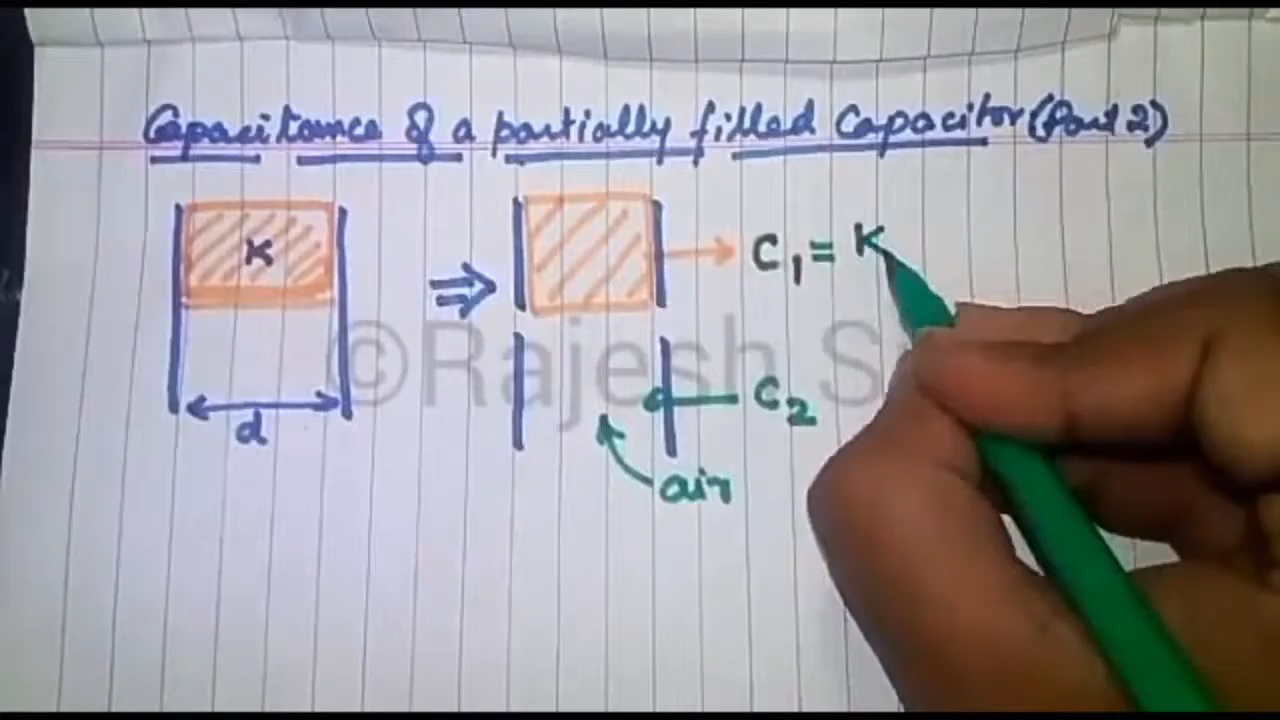 Capacitance of a partially filled Capacitor (Part 2)
K
C1 = K
©Rajesh S
d
C2
air